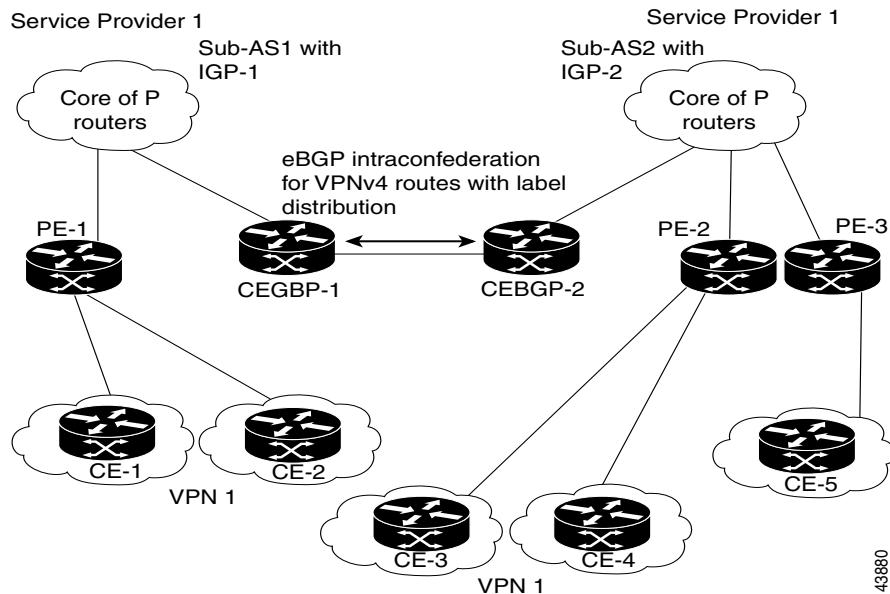 Service Provider 1
Service Provider 1
Sub-AS1 with
IGP-1
Sub-AS2 with
IGP-2
Core of P
routers
Core of P
routers
eBGP intraconfederation
for VPNv4 routes with label
distribution
PE-1
PE-2
PE-3
CEGBP-1
CEBGP-2
CE-1
CE-2
VPN 1
CE-5
CE-3
CE-4
VPN 1
43880